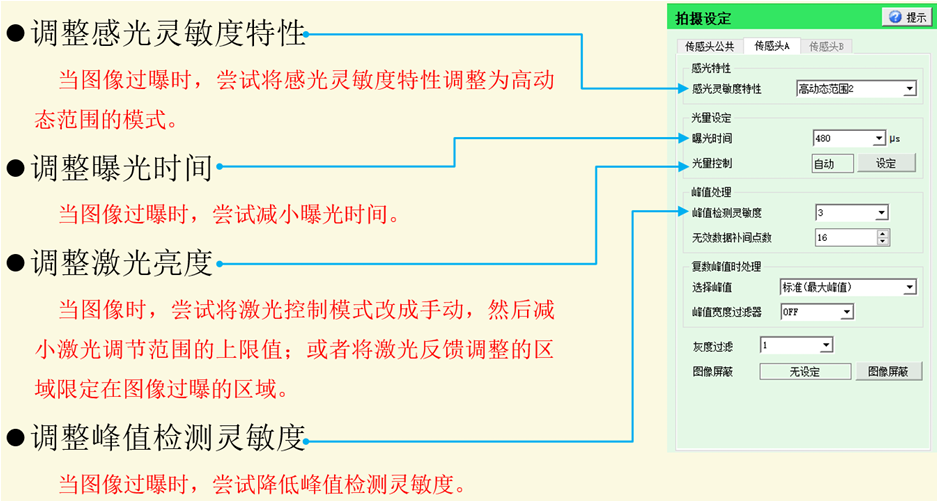 ●调整感光灵敏度特性
当图像过曝时，尝试将感光灵敏度特性调整为高动
态范围的模式。
●调整曝光时间
当图像过曝时，尝试减小曝光时间。
●调整激光亮度
当图像时，尝试将激光控制模式改成手动，然后减
小激光调节范围的上限值；或者将激光反馈调整的区
域限定在图像过曝的区域。
●调整峰值检测灵敏度
当图像过曝时，尝试降低峰值检测灵敏度。
拍摄设定 提示
传感头公共 传感头A 传感头B
感光特性
感光灵敏度特性 高动态范围2
光量设定
曝光时间 480 μs
光量控制 自动 设定
峰值处理
峰值检测灵敏度 3
无效数据补间点数 16
复数峰值时处理
选择峰值 标准(最大峰值)
峰值宽度过滤器 OFF
灰度过滤 1
图像屏蔽 无设定 图像屏蔽